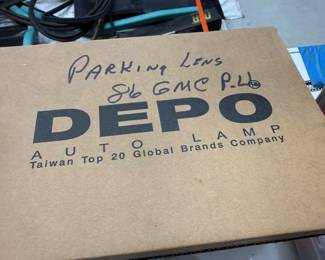 PARKING LENS
86 GMC P.U.
DEPO
AUTO LAMP
Taiwan Top 20 Global Brands Company